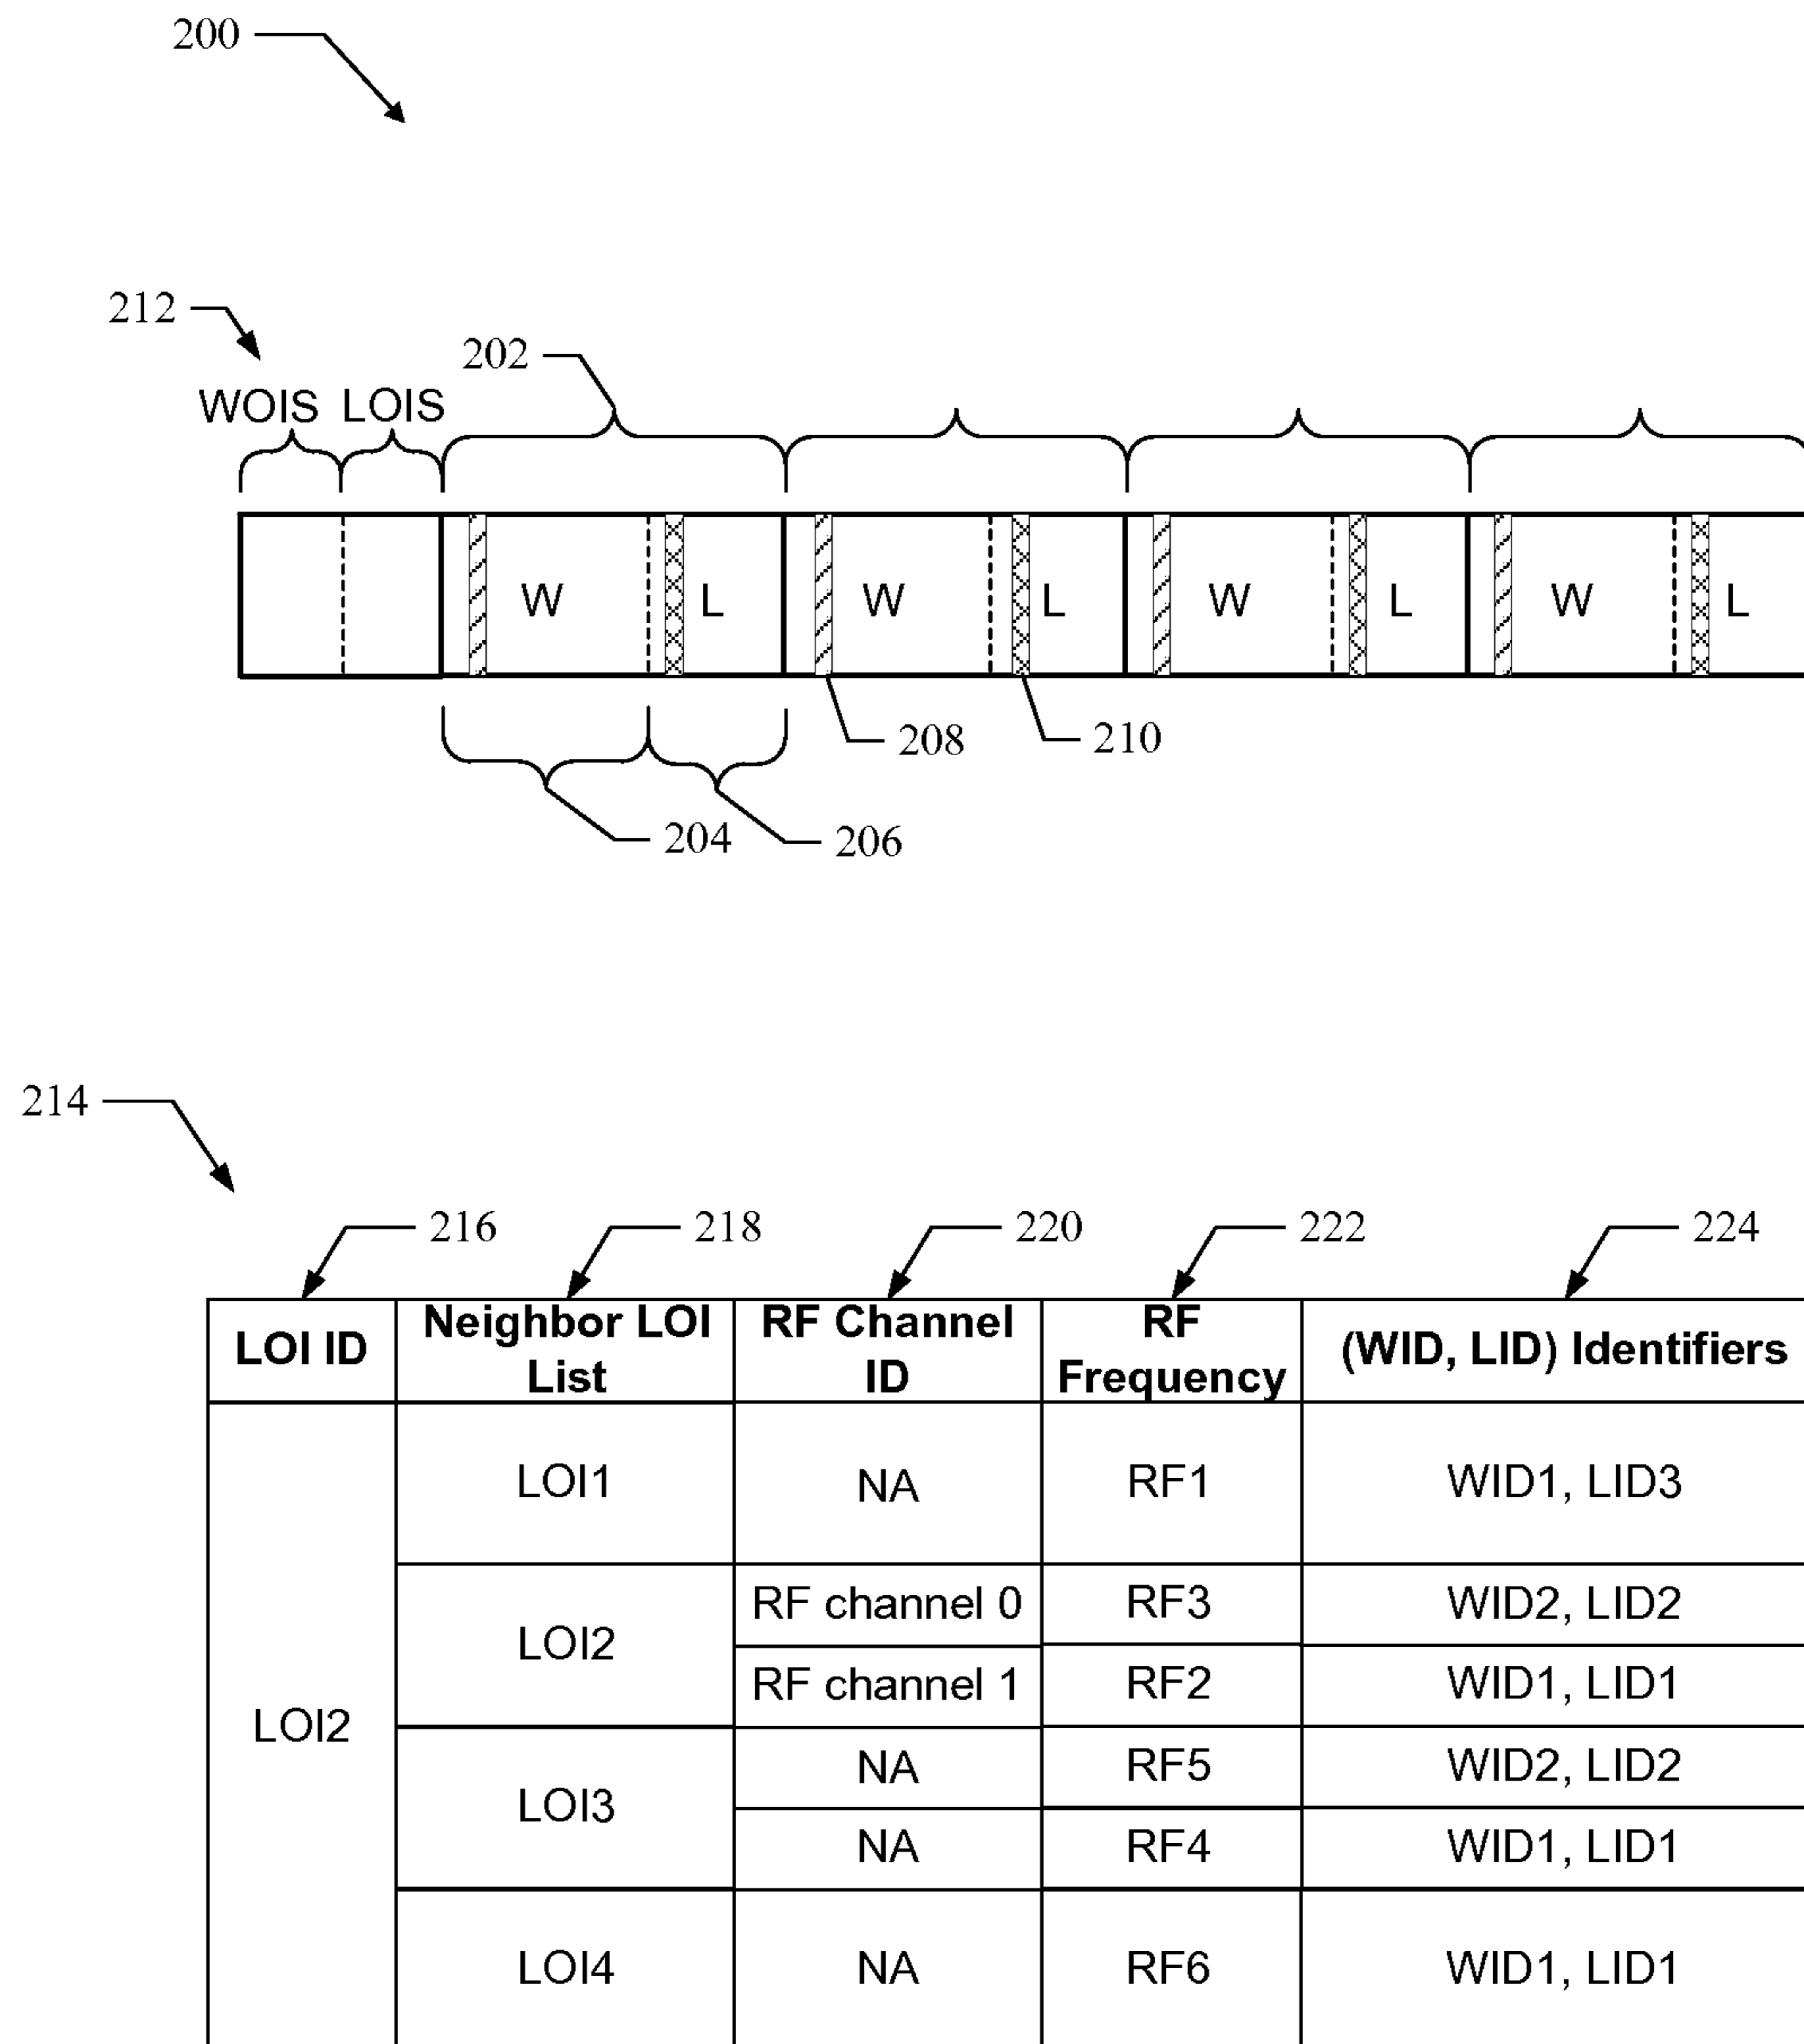 200
212
202
WOIS LOIS
W L W L W L W L
208 210
204 206
214
216 218 220 222 224
LOI ID Neighbor LOI List RF Channel ID RF Frequency (WID, LID) Identifiers
LOI2
LOI1 NA RF1 WID1, LID3
LOI2 RF channel 0 RF3 WID2, LID2
RF channel 1 RF2 WID1, LID1
LOI3 NA RF5 WID2, LID2
NA RF4 WID1, LID1
LOI4 NA RF6 WID1, LID1